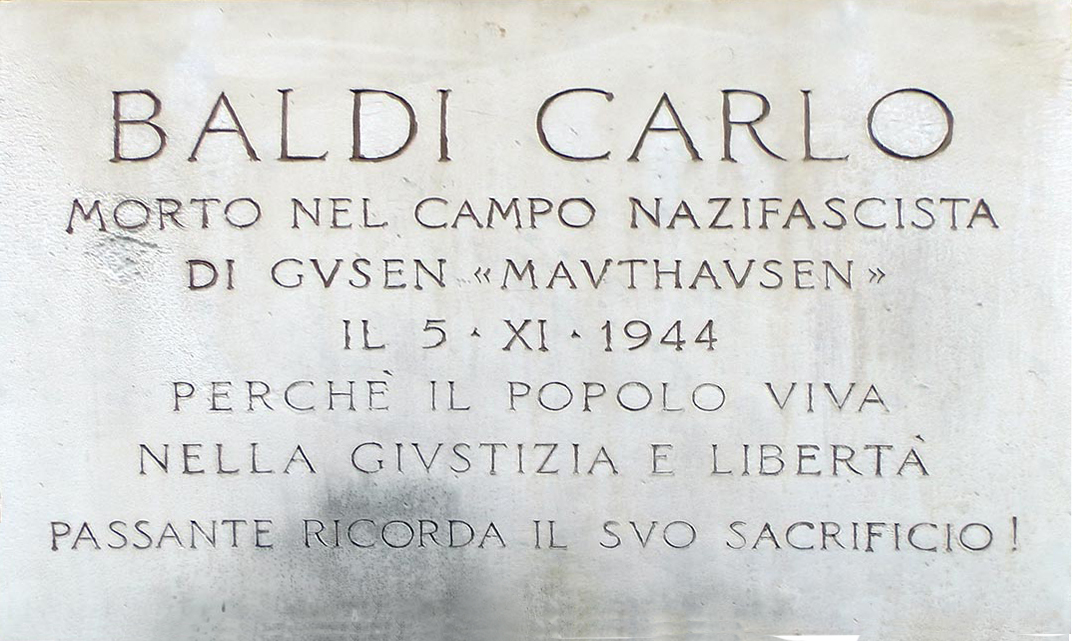 BALDI CARLO
MORTO NEL CAMPO NAZIFASCISTA
DI GVSEN «MAVTHAVSEN»
IL 5 · XI · 1944
PERCHÈ IL POPOLO VIVA
NELLA GIVSTIZIA E LIBERTÀ
PASSANTE RICORDA IL SVO SACRIFICIO!